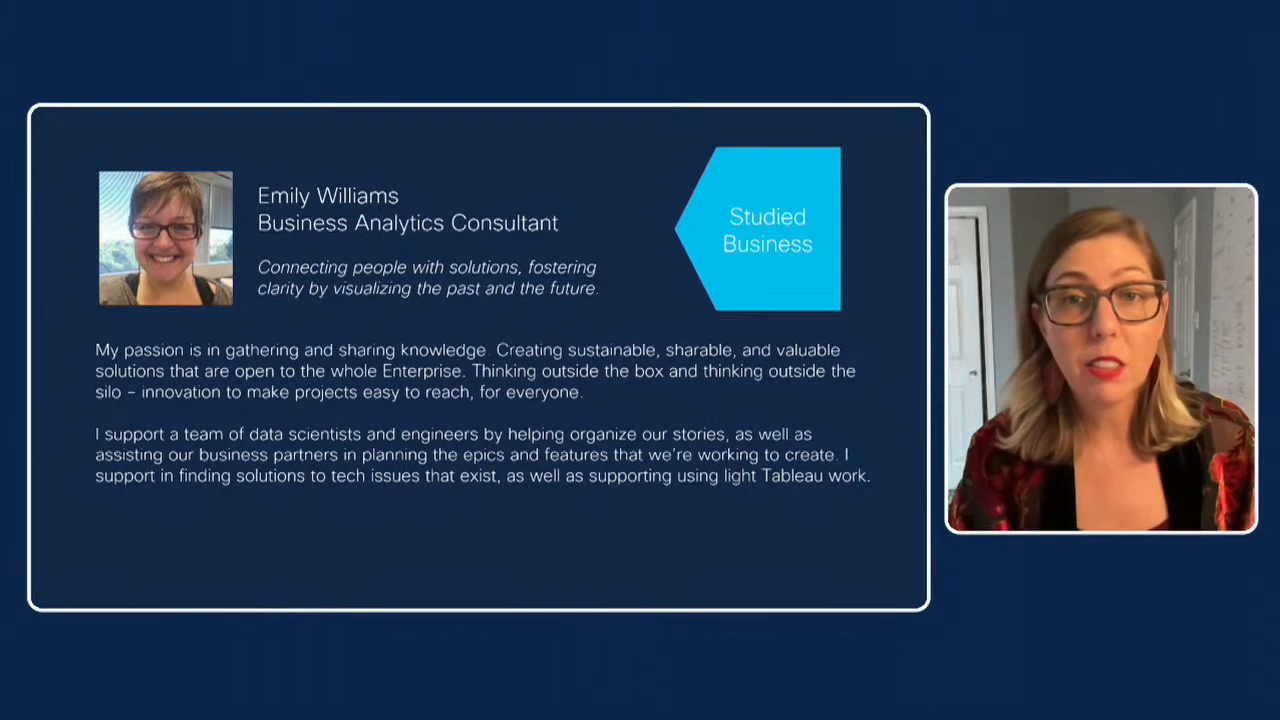 Emily Williams
Business Analytics Consultant
Connecting people with solutions, fostering
clarity by visualizing the past and the future.
Studied
Business
My passion is in gathering and sharing knowledge. Creating sustainable, sharable, and valuable
solutions that are open to the whole Enterprise. Thinking outside the box and thinking outside the
silo – innovation to make projects easy to reach, for everyone.
I support a team of data scientists and engineers by helping organize our stories, as well as
assisting our business partners in planning the epics and features that we're working to create. I
support in finding solutions to tech issues that exist, as well as supporting using light Tableau work.